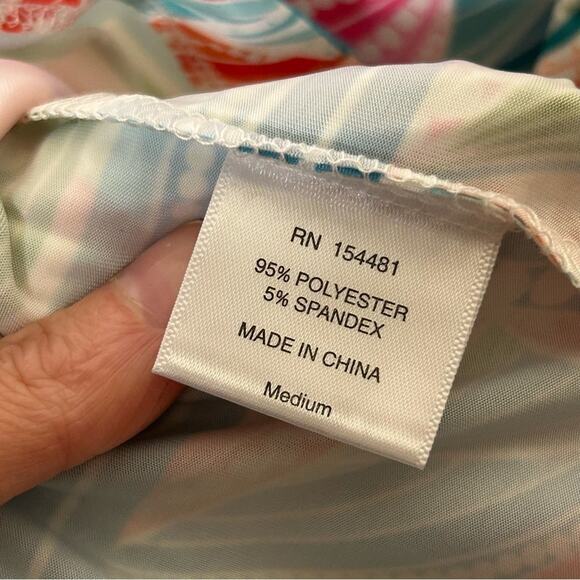 RN 154481
95% POLYESTER
5% SPANDEX
MADE IN CHINA
Medium